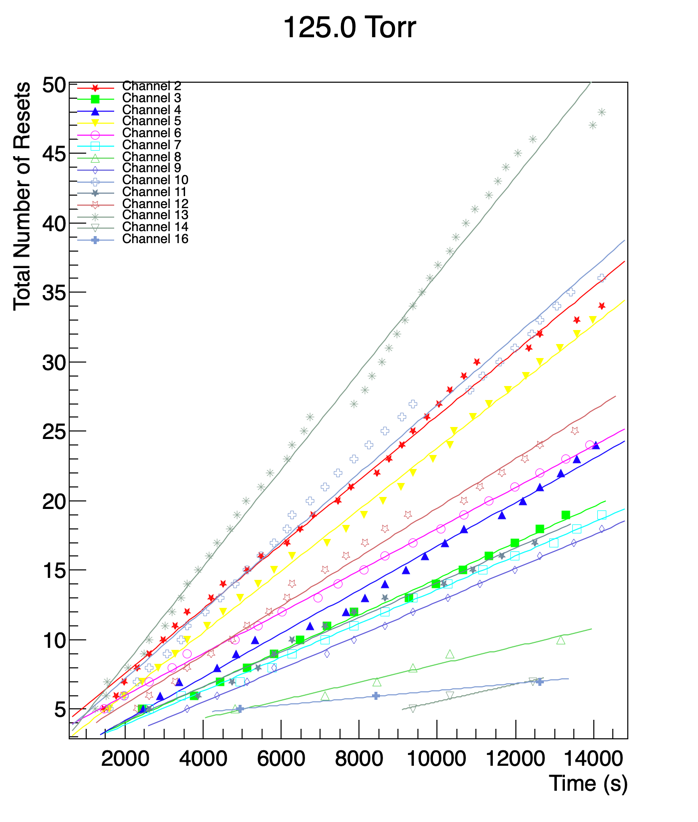 125.0 Torr
Total Number of Resets
50
45
40
35
30
25
20
15
10
5
Channel 2
Channel 3
Channel 4
Channel 5
Channel 6
Channel 7
Channel 8
Channel 9
Channel 10
Channel 11
Channel 12
Channel 13
Channel 14
Channel 16
2000 4000 6000 8000 10000 12000 14000
Time (s)